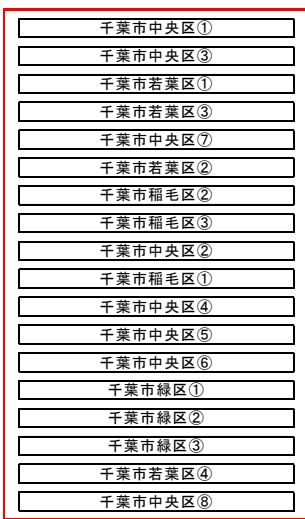 千葉市中央区①
千葉市中央区③
千葉市若葉区①
千葉市若葉区③
千葉市中央区⑦
千葉市若葉区②
千葉市稲毛区②
千葉市稲毛区③
千葉市中央区②
千葉市稲毛区①
千葉市中央区④
千葉市中央区⑤
千葉市中央区⑥
千葉市緑区①
千葉市緑区②
千葉市緑区③
千葉市若葉区④
千葉市中央区⑧